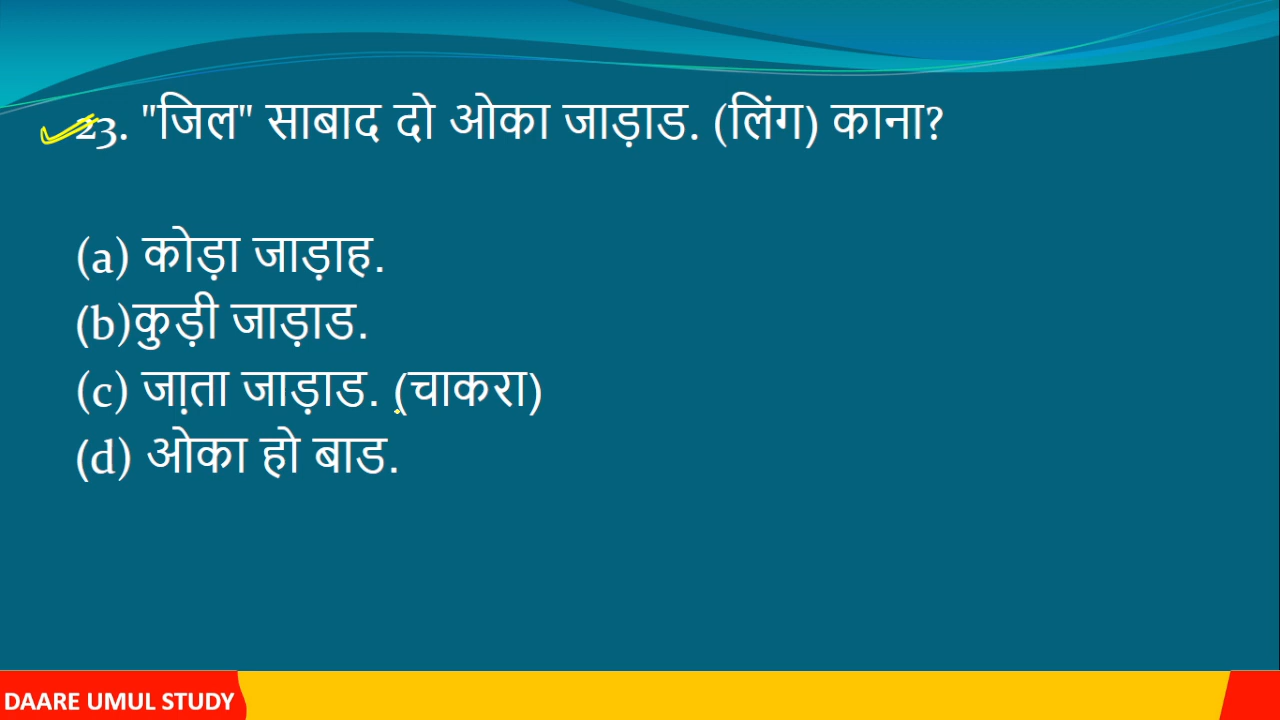 23. "जिल" साबाद दो ओका जाड़ाड. (लिंग) काना?
(a) कोड़ा जाड़ाह.
(b)कुड़ी जाड़ाड.
(c) जा़ता जाड़ाड. (चाकरा)
(d) ओका हो बाड.
DAARE UMUL STUDY